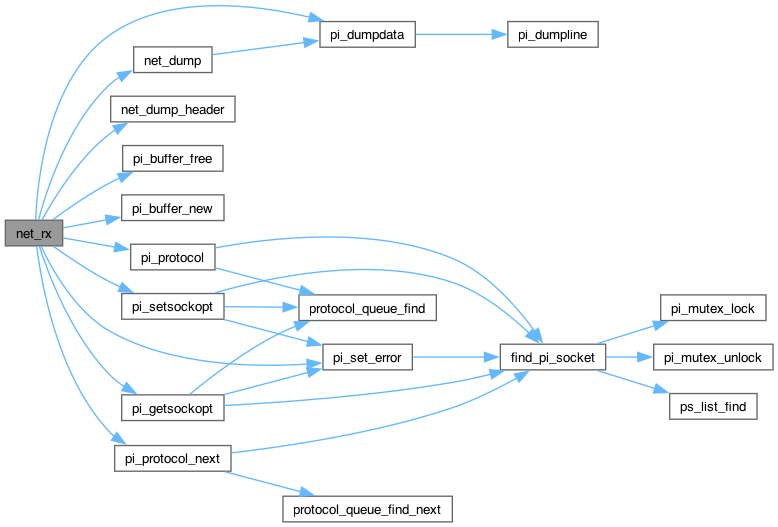 pi_dumpdata
pi_dumpline
net_dump
net_dump_header
pi_buffer_free
pi_buffer_new
net_rx
pi_protocol
pi_setsockopt
protocol_queue_find
pi_mutex_lock
pi_set_error
find_pi_socket
pi_mutex_unlock
pi_getsockopt
ps_list_find
pi_protocol_next
protocol_queue_find_next